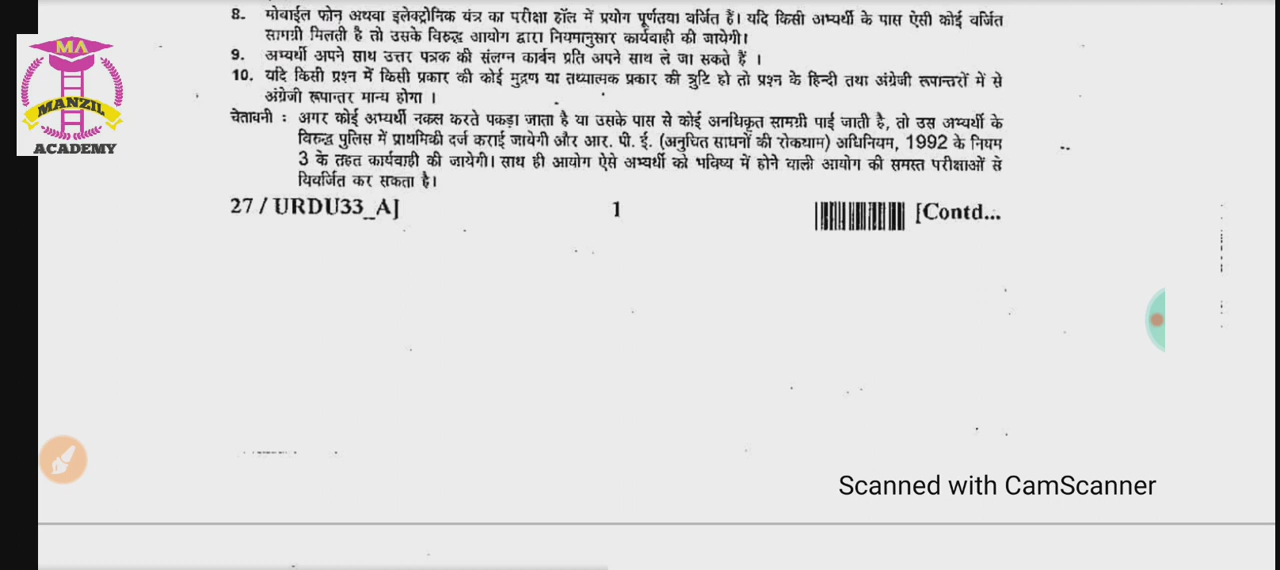 8- मोबाईल फोन अथवा इलेक्ट्रोनिक यंत्र का परीक्षा हॉल में प्रयोग पूर्णतया वर्जित हैं। यदि किसी अभ्यर्थी के पास ऐसी कोई वर्जित
सामग्री मिलती है तो उसके विरुद्ध आयोग द्वारा नियमानुसार कार्यवाही की जायेगी।
9- अभ्यर्थी अपने साथ उत्तर पत्रक की संलग्न कार्बन प्रति अपने साथ ले जा सकते हैं ।
10. यदि किसी प्रश्न में किसी प्रकार की कोई मुद्रण या तथ्यात्मक प्रकार की त्रुटि हो तो प्रश्न के हिन्दी तथा अंग्रेजी रूपान्तरों में से
अंग्रेजी रूपान्तर मान्य होगा ।
चेतावनी : अगर कोई अभ्यर्थी नकल करते पकड़ा जाता है या उसके पास से कोई अनधिकृत सामग्री पाई जाती है, तो उस अभ्यर्थी के
विरुद्ध पुलिस में प्राथमिकी दर्ज कराई जायेगी और आर. पी. ई. (अनुचित साधनों की रोकथाम) अधिनियम, 1992 के नियम
3 के तहत कार्यवाही की जायेगी। साथ ही आयोग ऐसे अभ्यर्थी को भविष्य में होने वाली आयोग की समस्त परीक्षाओं से
विवर्जित कर सकता है।
27 / URDU33_A] 1 [Contd...
MA
MANZIL
ACADEMY
Scanned with CamScanner